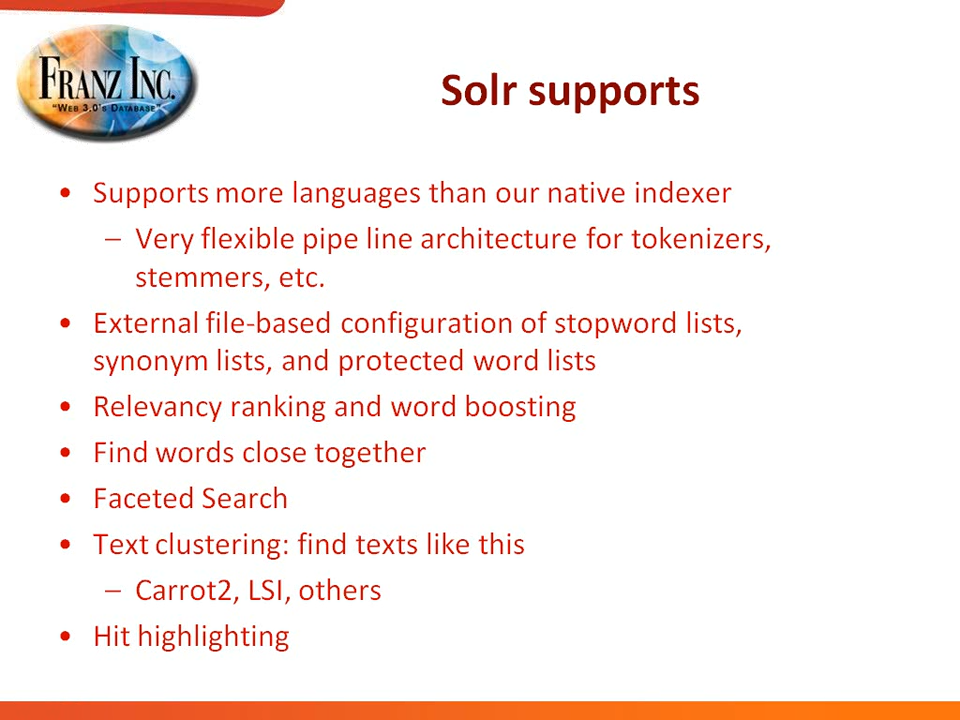 FRANZ INC.
"WEB 3.0'S DATABASE"
Solr supports
• Supports more languages than our native indexer
– Very flexible pipe line architecture for tokenizers,
stemmers, etc.
• External file-based configuration of stopword lists,
synonym lists, and protected word lists
• Relevancy ranking and word boosting
• Find words close together
• Faceted Search
• Text clustering: find texts like this
– Carrot2, LSI, others
• Hit highlighting